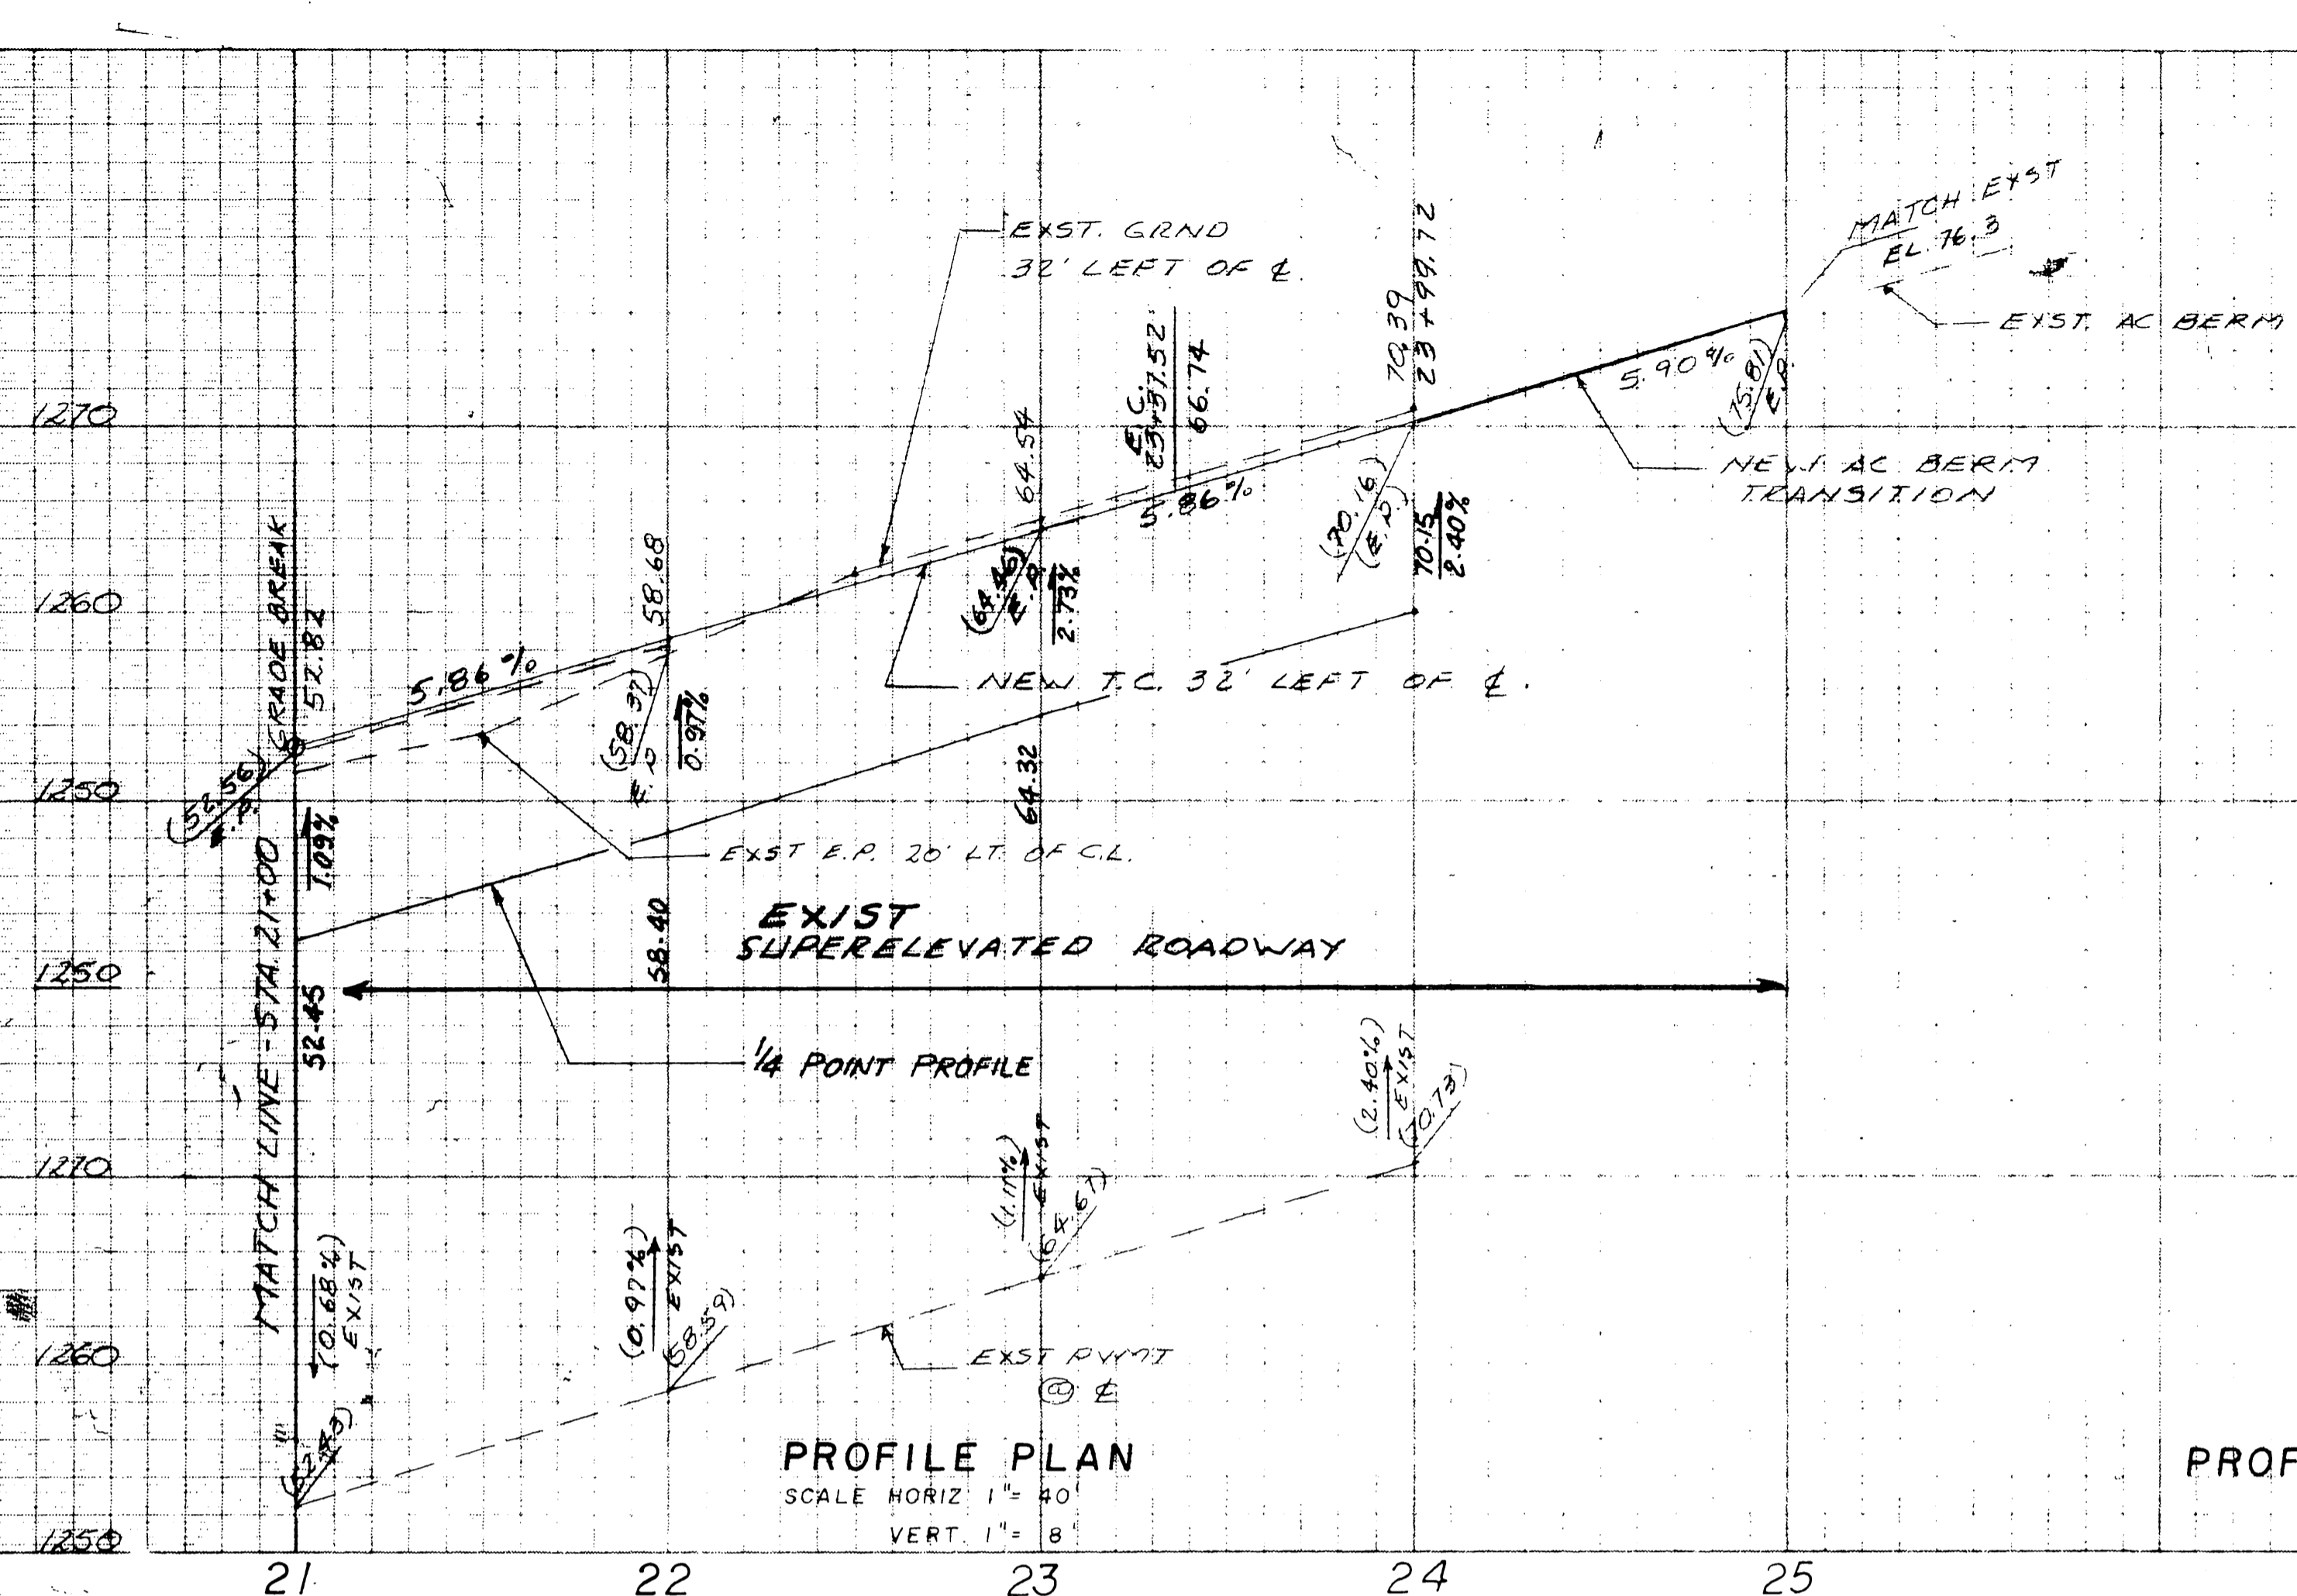 EXST. GRND
32' LEFT OF ℄.
MATCH EXST
EL. 76.3
EXST. AC BERM
70.39
23+99.72
E.C.
23+37.52
66.74
5.90%
(75.81)
E.P.
1270
NEW AC BERM
TRANSITION
64.54
5.86%
(70.16)
(E.P.)
70.15
2.40%
GRADE BREAK
52.82
58.68
1260
E.P.
2.73%
5.86%
NEW T.C. 32' LEFT OF ℄.
(58.37)
E.P.
0.97%
(52.56)
E.P.
1250
1.09%
64.32
EXST E.P. 20' LT. OF C.L.
MATCH LINE - STA. 21+00
58.40
EXIST
SUPERELEVATED ROADWAY
1250
52.45
1/4 POINT PROFILE
(2.40%)
EXIST
(70.73)
1270
(1.11%)
EXIST
(64.67)
(0.97%)
EXIST
(58.59)
(0.68%)
EXIST
1260
EXST PVMT
@ ℄
PROFILE PLAN
SCALE HORIZ 1"= 40'
VERT. 1"= 8'
PROF
1250
21
22
23
24
25